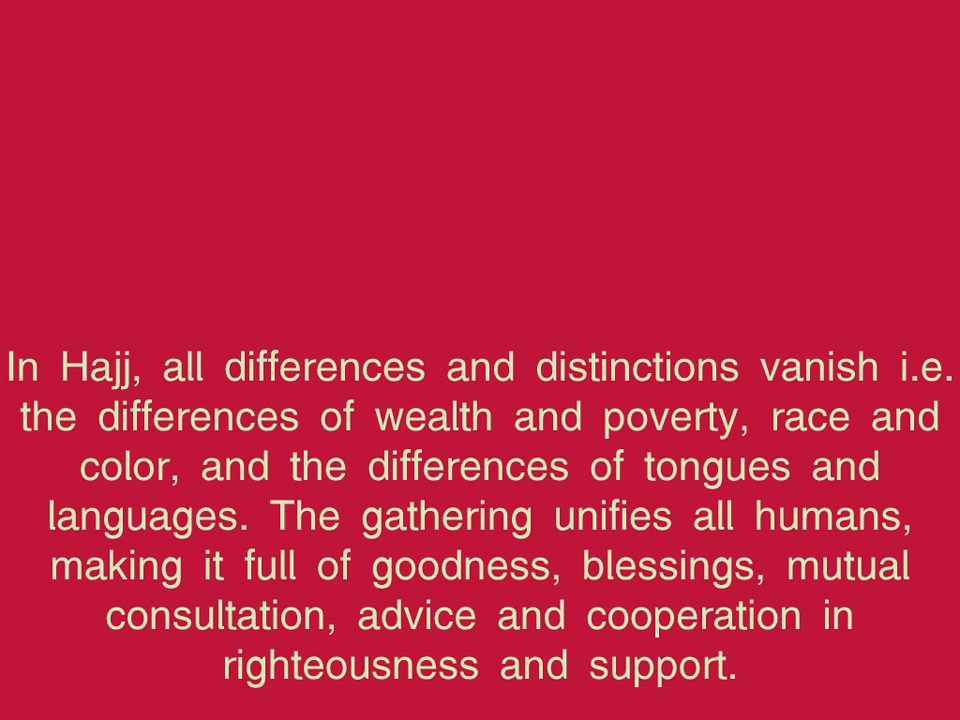 In Hajj, all differences and distinctions vanish i.e.
the differences of wealth and poverty, race and
color, and the differences of tongues and
languages. The gathering unifies all humans,
making it full of goodness, blessings, mutual
consultation, advice and cooperation in
righteousness and support.